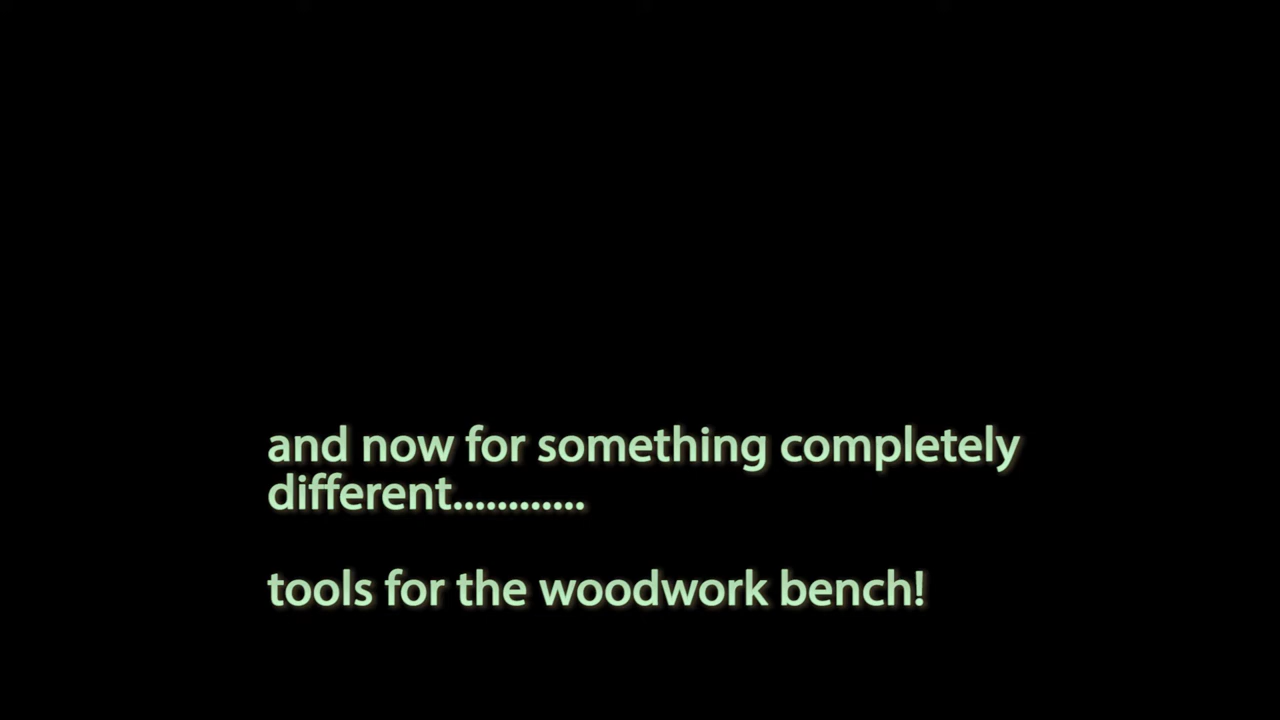 and now for something completely
different............
tools for the woodwork bench!